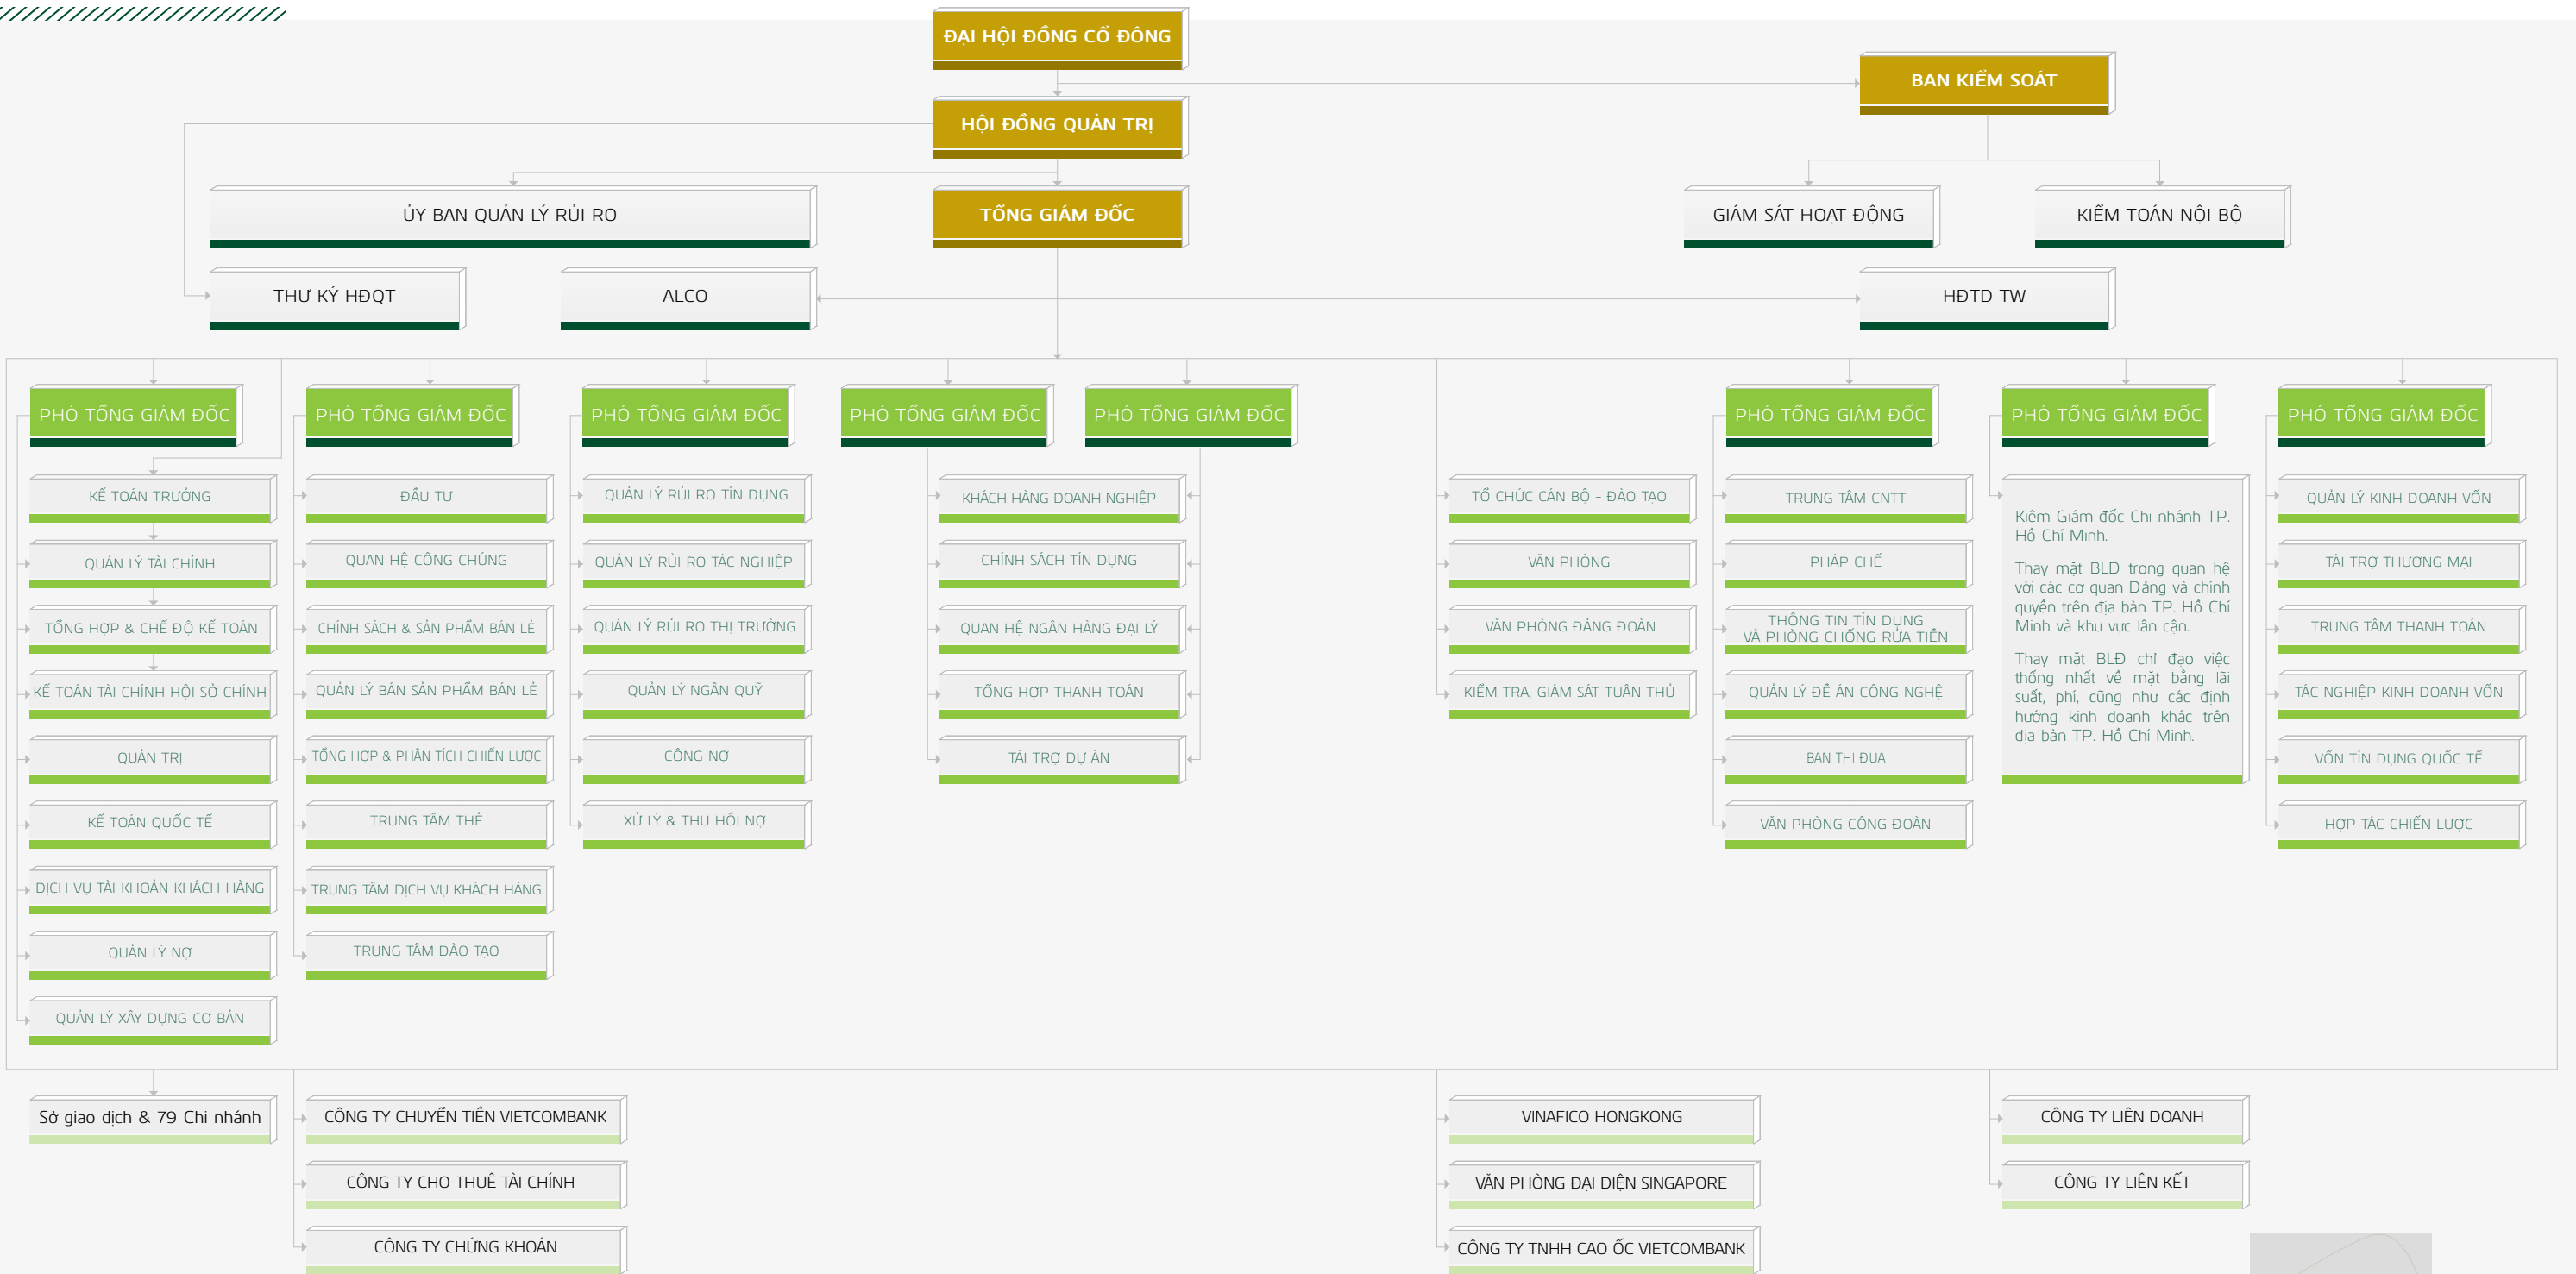 ĐẠI HỘI ĐỒNG CỔ ĐÔNG
BAN KIỂM SOÁT
HỘI ĐỒNG QUẢN TRỊ
ỦY BAN QUẢN LÝ RỦI RO
TỔNG GIÁM ĐỐC
GIÁM SÁT HOẠT ĐỘNG
KIỂM TOÁN NỘI BỘ
THƯ KÝ HĐQT
ALCO
HĐTD TW
PHÓ TỔNG GIÁM ĐỐC
KẾ TOÁN TRƯỞNG
QUẢN LÝ TÀI CHÍNH
TỔNG HỢP & CHẾ ĐỘ KẾ TOÁN
KẾ TOÁN TÀI CHÍNH HỘI SỞ CHÍNH
QUẢN TRỊ
KẾ TOÁN QUỐC TẾ
DỊCH VỤ TÀI KHOẢN KHÁCH HÀNG
QUẢN LÝ NỢ
QUẢN LÝ XÂY DỰNG CƠ BẢN
PHÓ TỔNG GIÁM ĐỐC
ĐẦU TƯ
QUAN HỆ CÔNG CHÚNG
CHÍNH SÁCH & SẢN PHẨM BÁN LẺ
QUẢN LÝ BÁN SẢN PHẨM BÁN LẺ
TỔNG HỢP & PHÂN TÍCH CHIẾN LƯỢC
TRUNG TÂM THẺ
TRUNG TÂM DỊCH VỤ KHÁCH HÀNG
TRUNG TÂM ĐÀO TẠO
PHÓ TỔNG GIÁM ĐỐC
QUẢN LÝ RỦI RO TÍN DỤNG
QUẢN LÝ RỦI RO TÁC NGHIỆP
QUẢN LÝ RỦI RO THỊ TRƯỜNG
QUẢN LÝ NGÂN QUỸ
CÔNG NỢ
XỬ LÝ & THU HỒI NỢ
PHÓ TỔNG GIÁM ĐỐC
PHÓ TỔNG GIÁM ĐỐC
KHÁCH HÀNG DOANH NGHIỆP
CHÍNH SÁCH TÍN DỤNG
QUAN HỆ NGÂN HÀNG ĐẠI LÝ
TỔNG HỢP THANH TOÁN
TÀI TRỢ DỰ ÁN
TỔ CHỨC CÁN BỘ - ĐÀO TẠO
VĂN PHÒNG
VĂN PHÒNG ĐẢNG ĐOÀN
KIỂM TRA, GIÁM SÁT TUÂN THỦ
PHÓ TỔNG GIÁM ĐỐC
TRUNG TÂM CNTT
PHÁP CHẾ
THÔNG TIN TÍN DỤNG
VÀ PHÒNG CHỐNG RỬA TIỀN
QUẢN LÝ ĐỀ ÁN CÔNG NGHỆ
BAN THI ĐUA
VĂN PHÒNG CÔNG ĐOÀN
PHÓ TỔNG GIÁM ĐỐC
Kiêm Giám đốc Chi nhánh TP.
Hồ Chí Minh.
Thay mặt BLĐ trong quan hệ
với các cơ quan Đảng và chính
quyền trên địa bàn TP. Hồ Chí
Minh và khu vực lân cận.
Thay mặt BLĐ chỉ đạo việc
thống nhất về mặt bằng lãi
suất, phí, cũng như các định
hướng kinh doanh khác trên
địa bàn TP. Hồ Chí Minh.
PHÓ TỔNG GIÁM ĐỐC
QUẢN LÝ KINH DOANH VỐN
TÀI TRỢ THƯƠNG MẠI
TRUNG TÂM THANH TOÁN
TÁC NGHIỆP KINH DOANH VỐN
VỐN TÍN DỤNG QUỐC TẾ
HỢP TÁC CHIẾN LƯỢC
Sở giao dịch & 79 Chi nhánh
CÔNG TY CHUYỂN TIỀN VIETCOMBANK
CÔNG TY CHO THUÊ TÀI CHÍNH
CÔNG TY CHỨNG KHOÁN
VINAFICO HONGKONG
VĂN PHÒNG ĐẠI DIỆN SINGAPORE
CÔNG TY TNHH CAO ỐC VIETCOMBANK
CÔNG TY LIÊN DOANH
CÔNG TY LIÊN KẾT